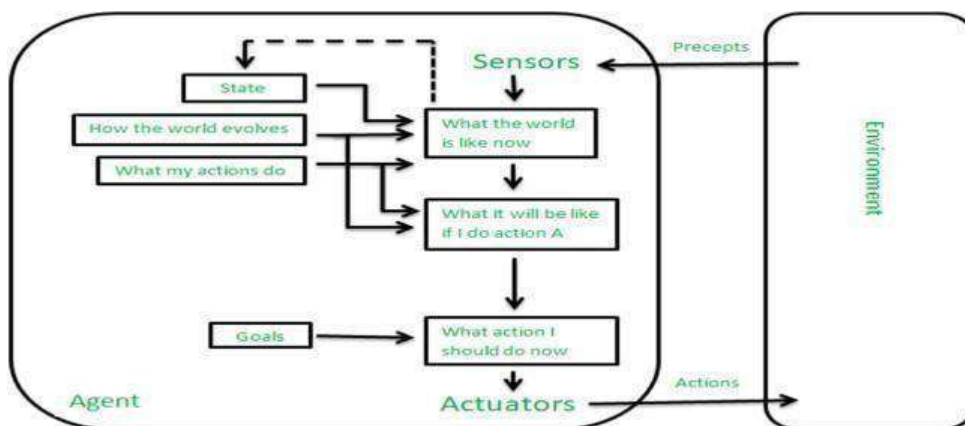 Sensors
Precepts
State
How the world evolves
What my actions do
What the world
is like now
What it will be like
if I do action A
Goals
What action I
should do now
Agent
Actuators
Actions
Environment